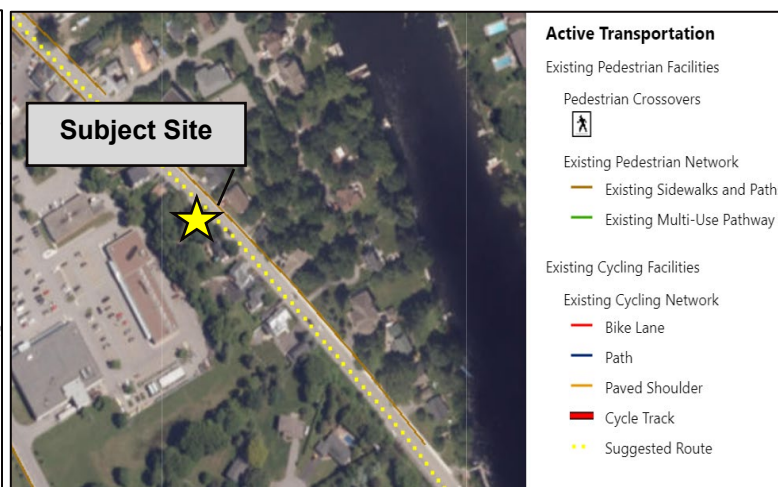 Subject Site
Active Transportation
Existing Pedestrian Facilities
Pedestrian Crossovers
Existing Pedestrian Network
Existing Sidewalks and Path
Existing Multi-Use Pathway
Existing Cycling Facilities
Existing Cycling Network
Bike Lane
Path
Paved Shoulder
Cycle Track
Suggested Route